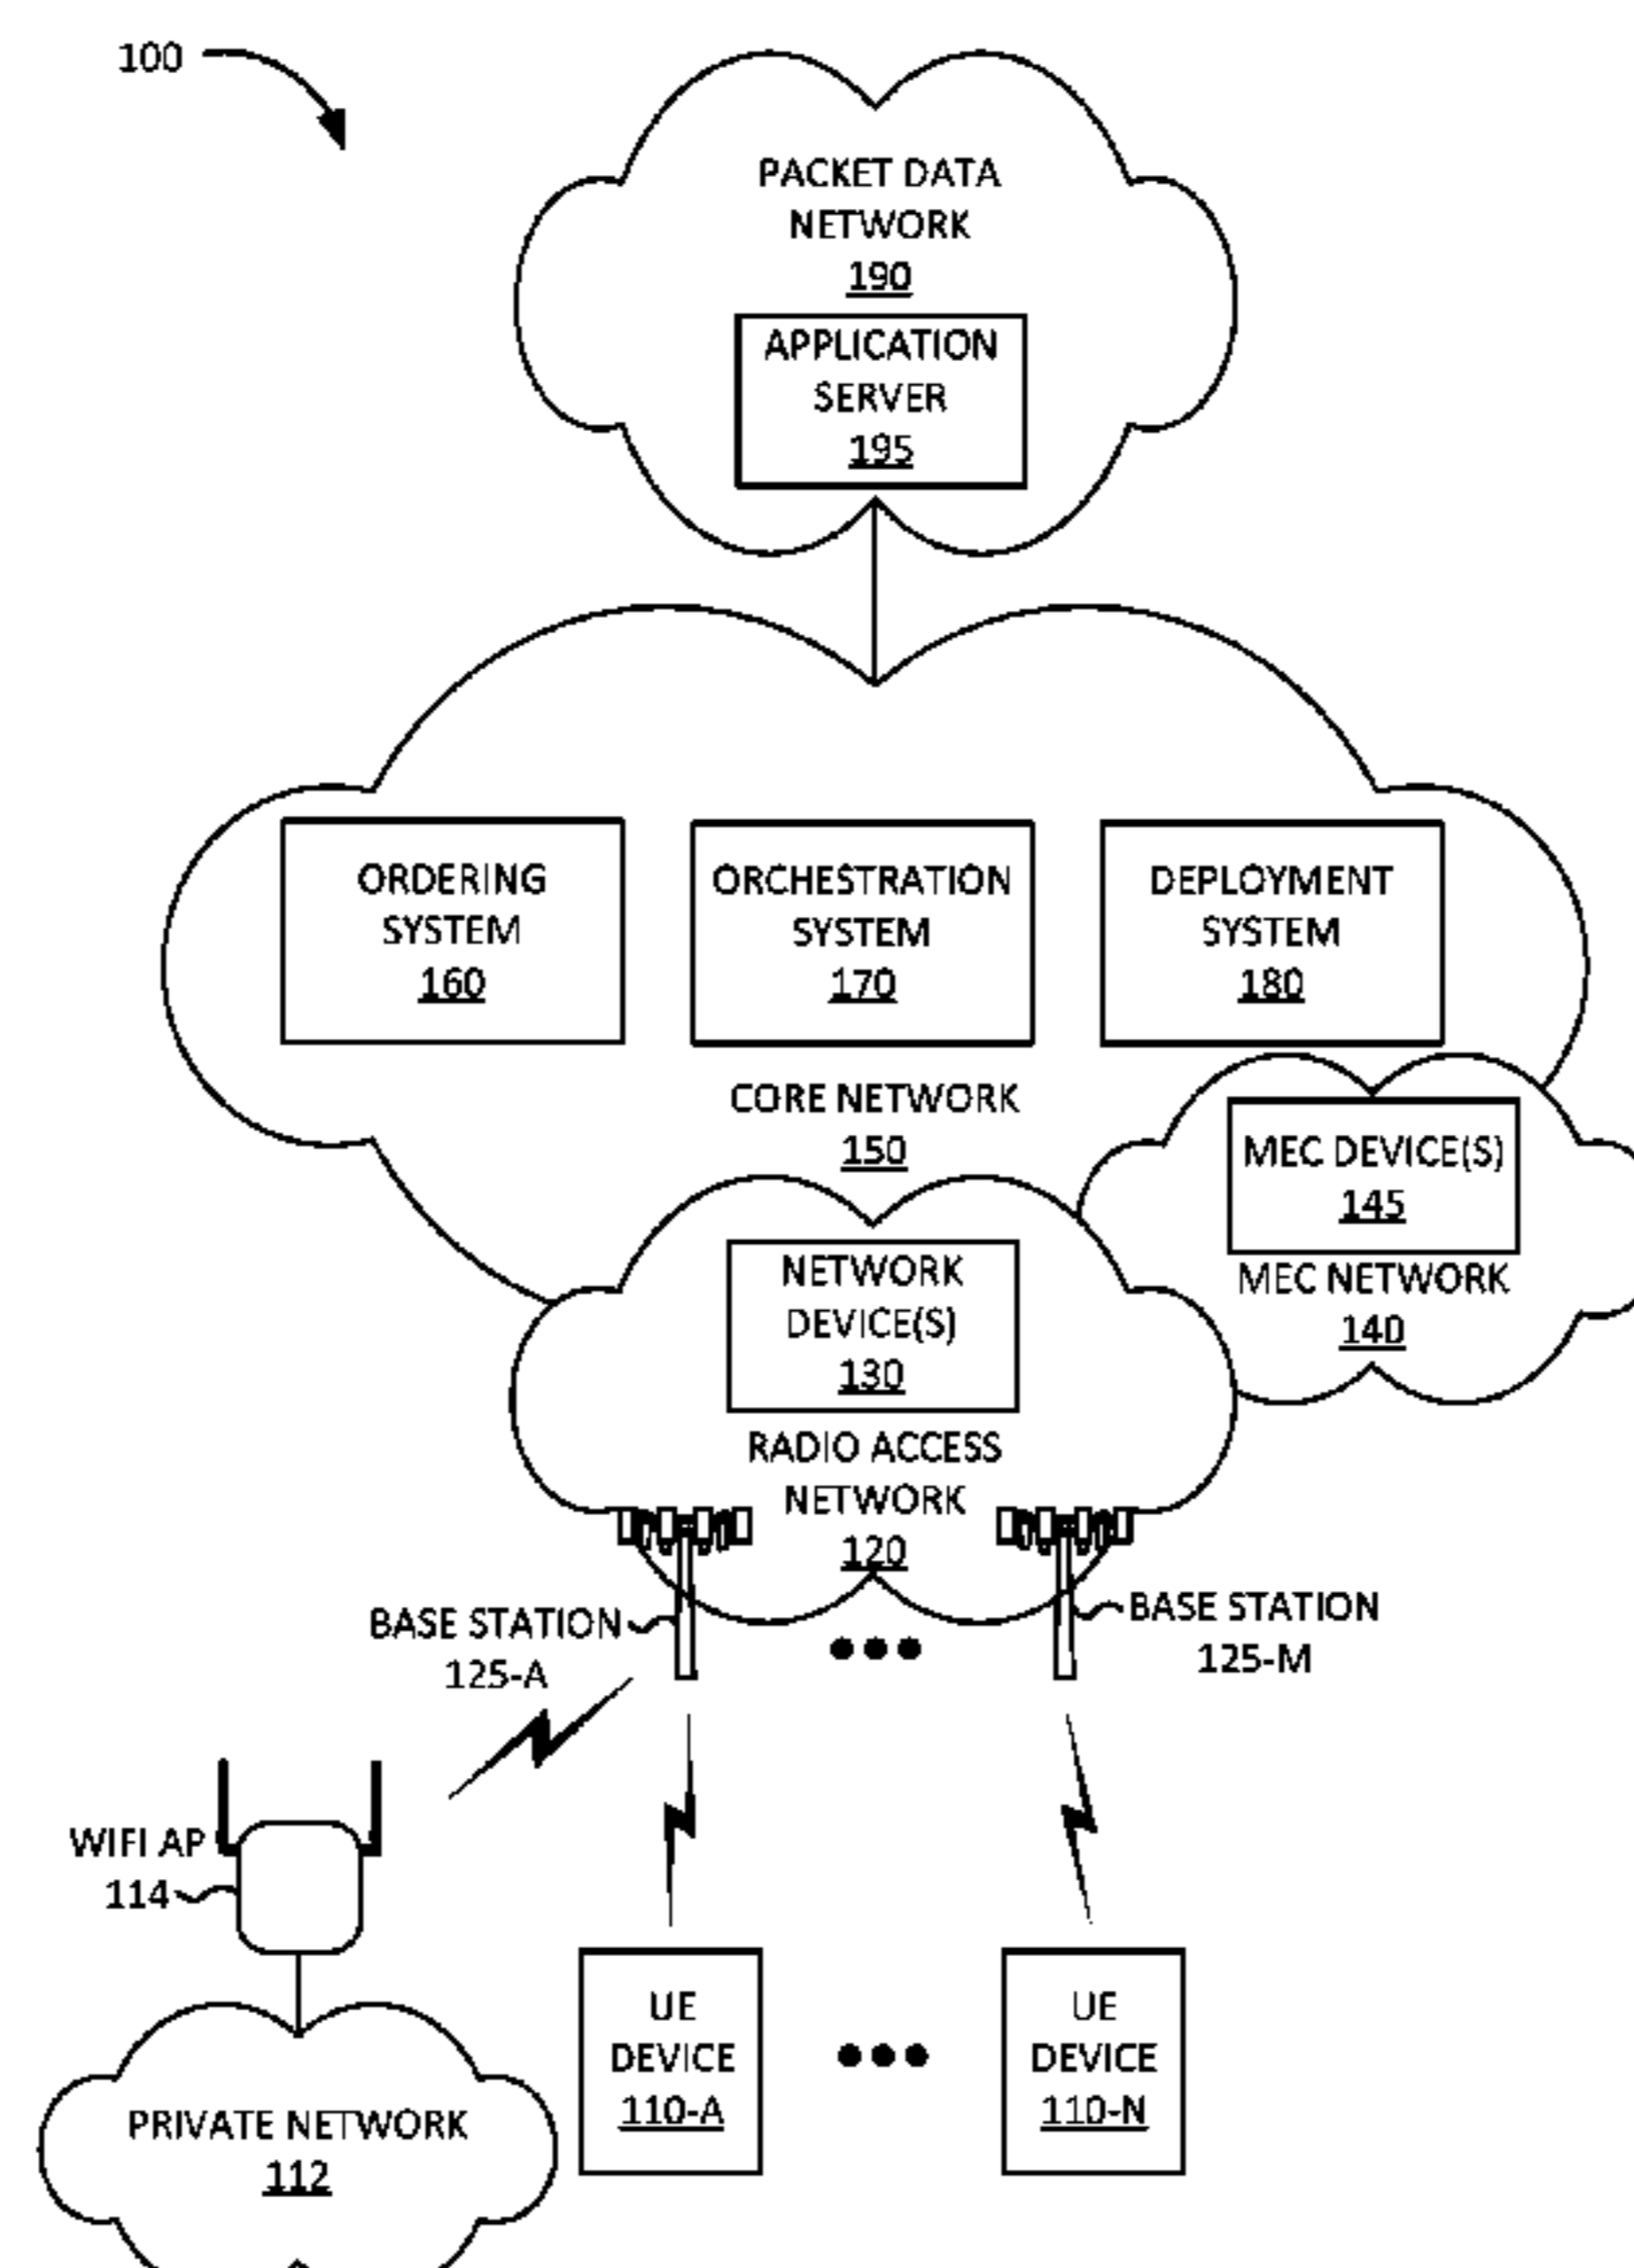 100
PACKET DATA
NETWORK
190
APPLICATION
SERVER
195
ORDERING
SYSTEM
160
ORCHESTRATION
SYSTEM
170
DEPLOYMENT
SYSTEM
180
CORE NETWORK
150
MEC DEVICE(S)
145
MEC NETWORK
140
NETWORK
DEVICE(S)
130
RADIO ACCESS
NETWORK
120
BASE STATION
125-A
BASE STATION
125-M
WIFI AP
114
UE
DEVICE
110-A
UE
DEVICE
110-N
PRIVATE NETWORK
112